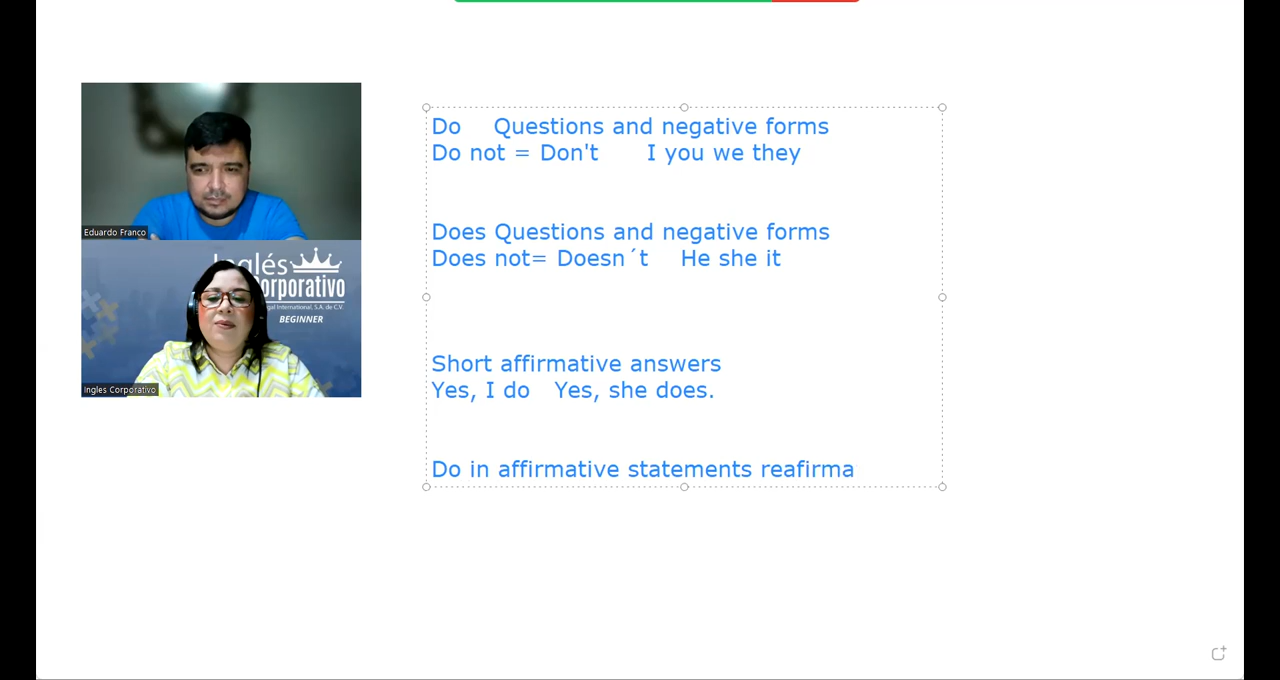 Eduardo Franco
Inglés
Corporativo
BEGINNER
Ingles Corporativo
Do Questions and negative forms
Do not = Don't I you we they
Does Questions and negative forms
Does not= Doesn´t He she it
Short affirmative answers
Yes, I do Yes, she does.
Do in affirmative statements reafirma